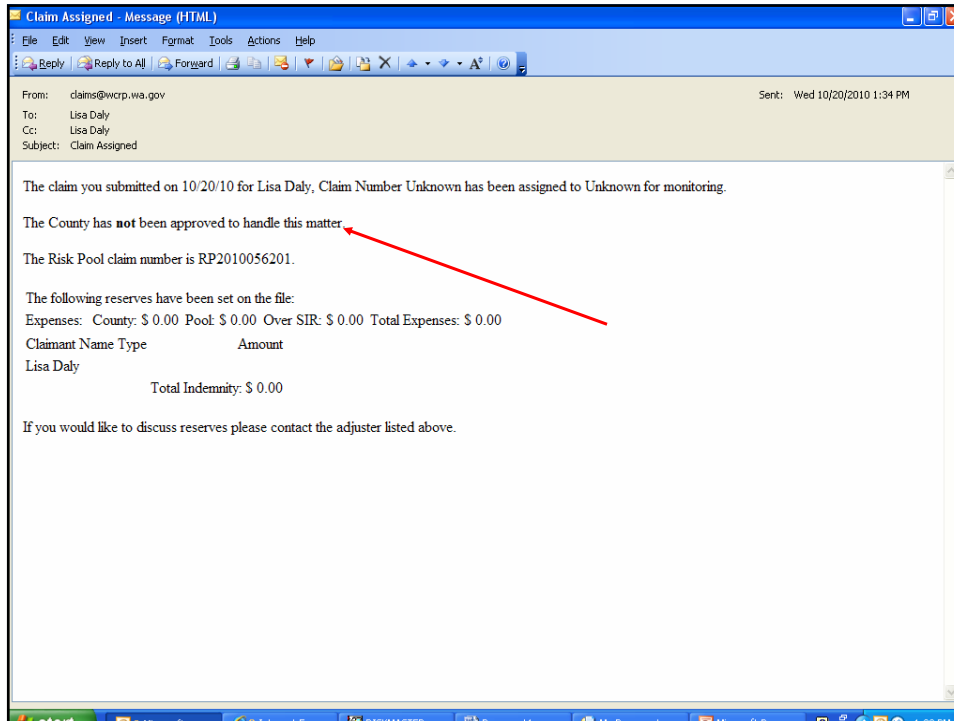 Claim Assigned - Message (HTML)
File Edit View Insert Format Tools Actions Help
Reply Reply to All Forward
From: claims@wcrp.wa.gov Sent: Wed 10/20/2010 1:34 PM
To: Lisa Daly
Cc: Lisa Daly
Subject: Claim Assigned
The claim you submitted on 10/20/10 for Lisa Daly, Claim Number Unknown has been assigned to Unknown for monitoring.
The County has not been approved to handle this matter.
The Risk Pool claim number is RP2010056201.
The following reserves have been set on the file:
Expenses: County: $ 0.00 Pool: $ 0.00 Over SIR: $ 0.00 Total Expenses: $ 0.00
Claimant Name Type Amount
Lisa Daly
Total Indemnity: $ 0.00
If you would like to discuss reserves please contact the adjuster listed above.
start